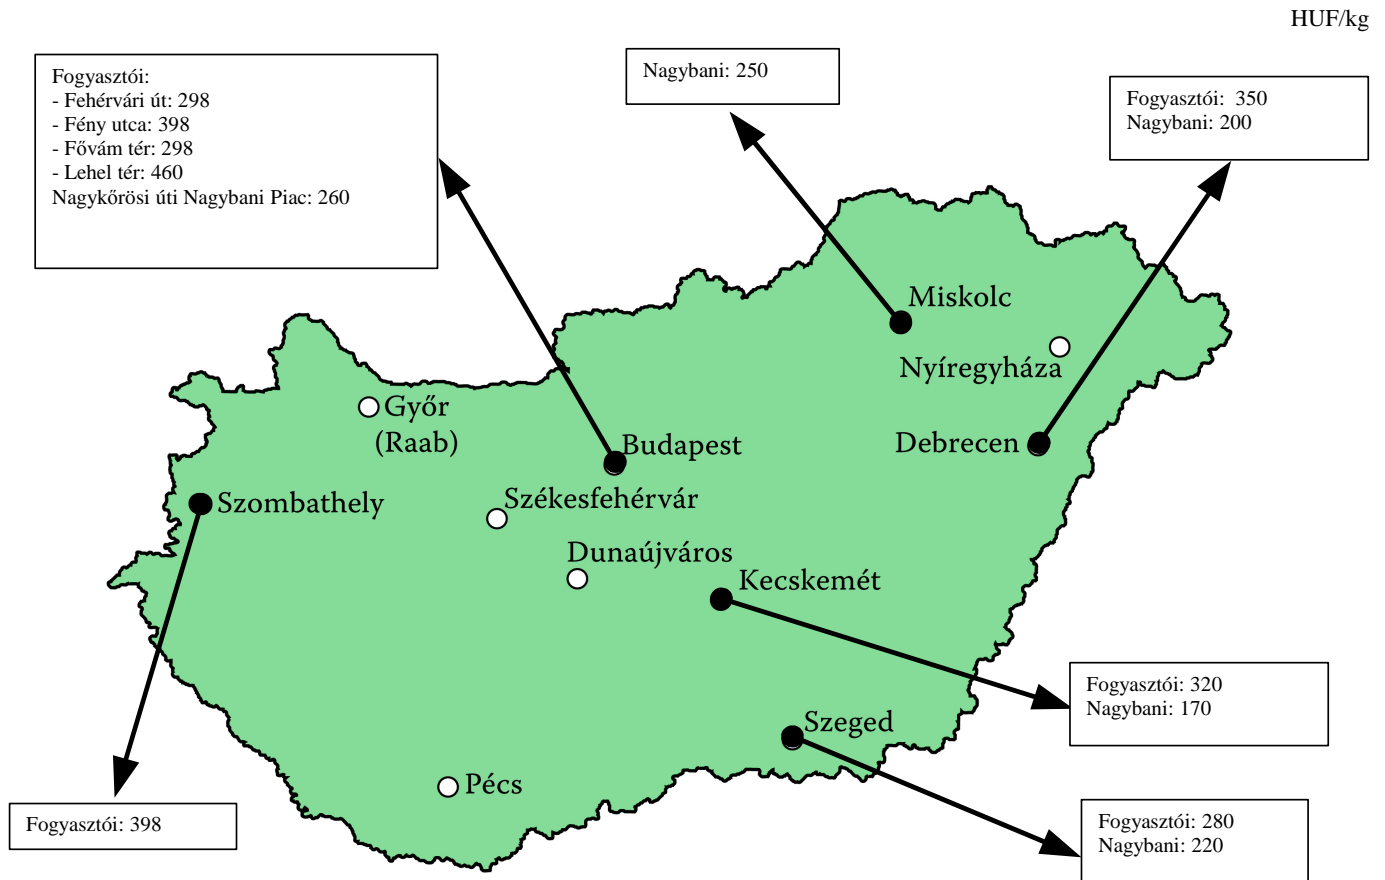 HUF/kg
Fogyasztói:
- Fehérvári út: 298
- Fény utca: 398
- Fővám tér: 298
- Lehel tér: 460
Nagykőrösi úti Nagybani Piac: 260
Nagybani: 250
Fogyasztói: 350
Nagybani: 200
Miskolc
Nyíregyháza
Győr
(Raab)
Budapest
Debrecen
Szombathely
Székesfehérvár
Dunaújváros
Kecskemét
Fogyasztói: 320
Nagybani: 170
Szeged
Pécs
Fogyasztói: 398
Fogyasztói: 280
Nagybani: 220